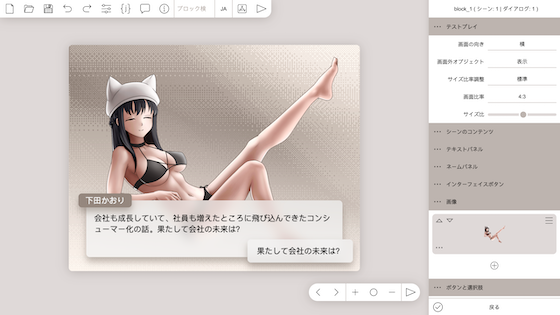 ブロック様
JA
block_1 ( シーン: 1 | ダイアログ: 1 )
テストプレイ
画面の向き
横
画面外オブジェクト
表示
サイズ比率調整
標準
画面比率
4:3
サイズ比
シーンのコンテンツ
テキストパネル
ネームパネル
インターフェイスボタン
画像
下田かおり
会社も成長していて、社員も増えたところに飛び込んできたコンシ
ューマー化の話。果たして会社の未来は?
果たして会社の未来は?
ボタンと選択肢
戻る